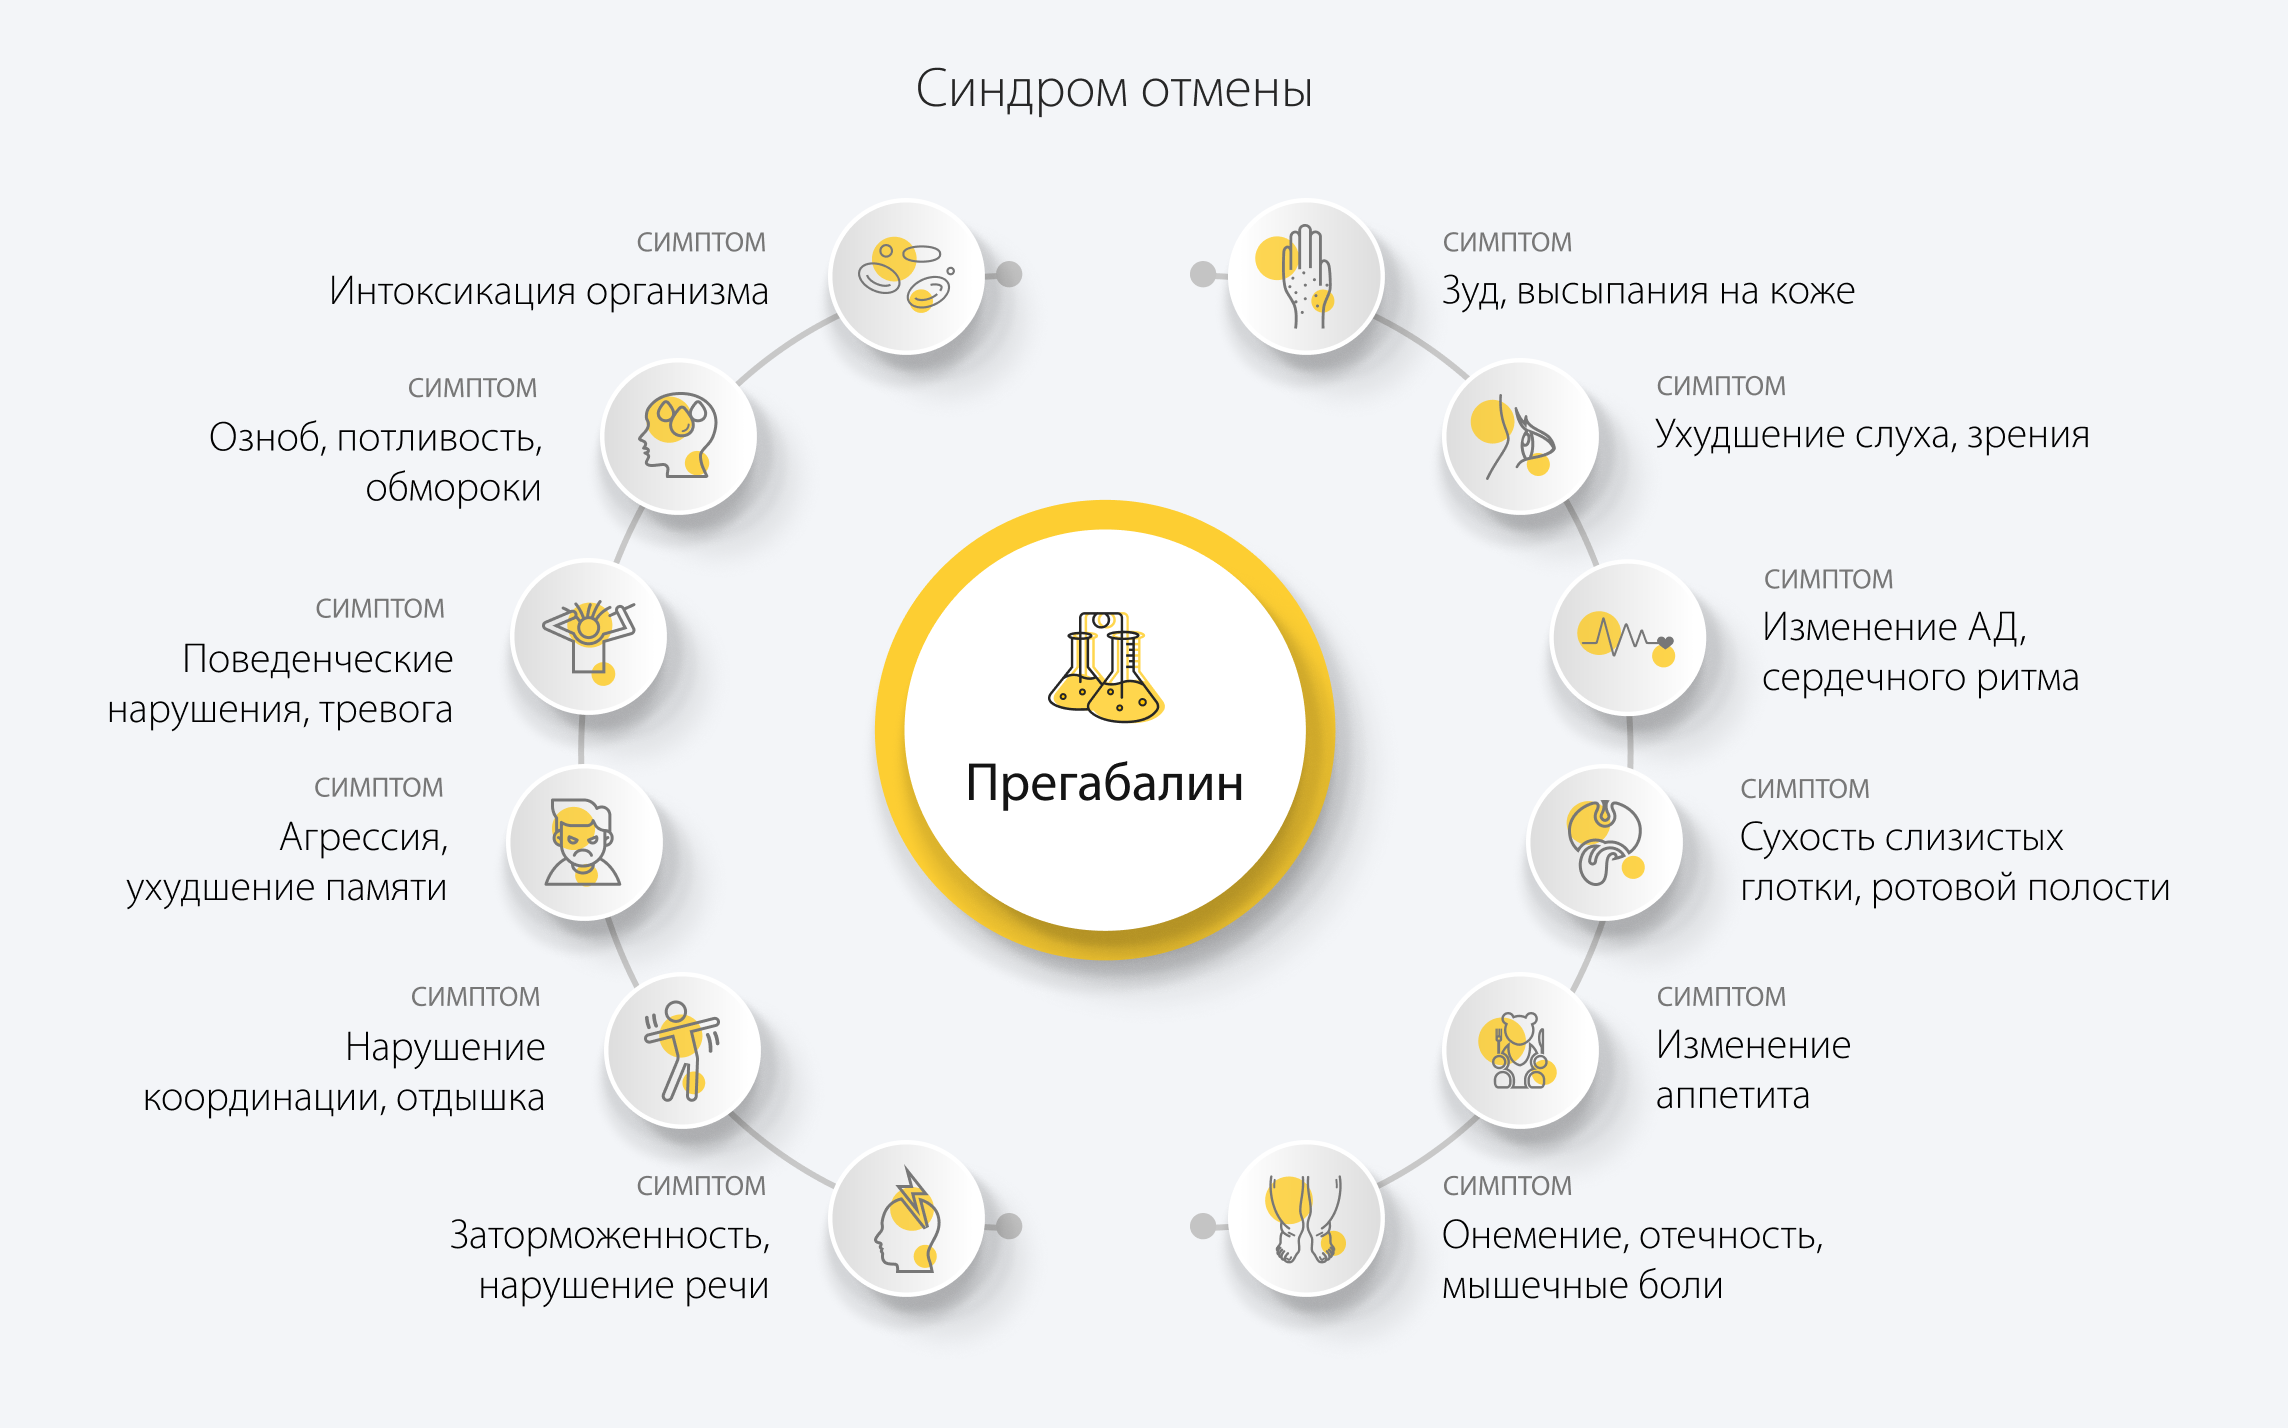 Синдром отмены
СИМПТОМ
Интоксикация организма
СИМПТОМ
Озноб, потливость,
обмороки
СИМПТОМ
Поведенческие
нарушения, тревога
СИМПТОМ
Агрессия,
ухудшение памяти
СИМПТОМ
Нарушение
координации, отдышка
СИМПТОМ
Заторможенность,
нарушение речи
Прегабалин
СИМПТОМ
Зуд, высыпания на коже
СИМПТОМ
Ухудшение слуха, зрения
СИМПТОМ
Изменение АД,
сердечного ритма
СИМПТОМ
Сухость слизистых
глотки, ротовой полости
СИМПТОМ
Изменение
аппетита
СИМПТОМ
Онемение, отечность,
мышечные боли